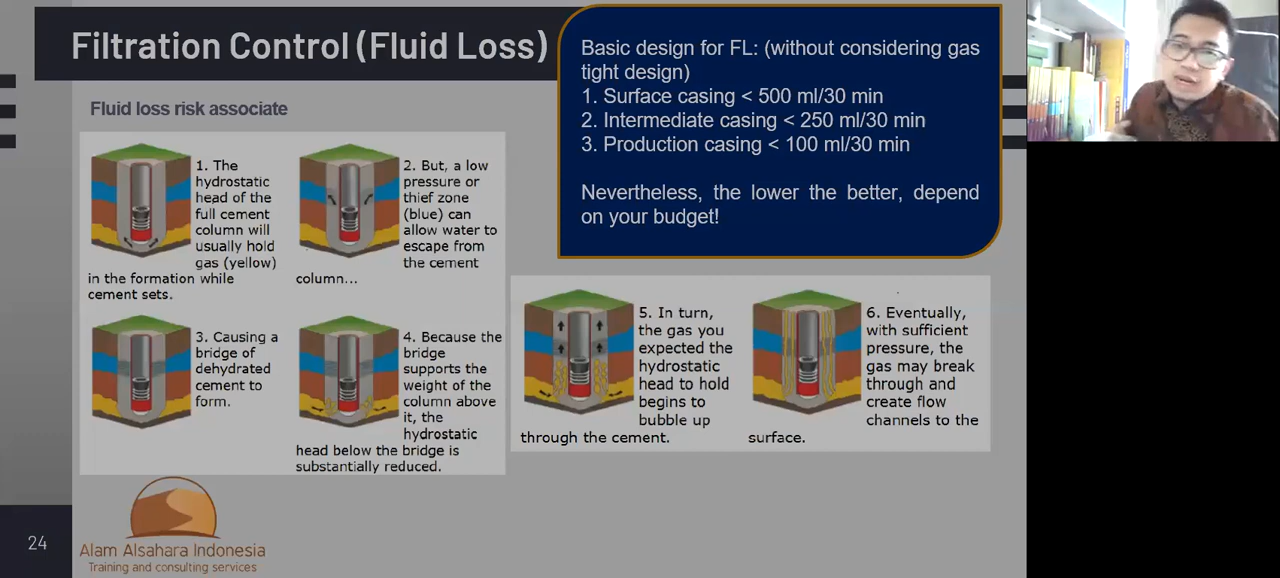 Filtration Control (Fluid Loss)
Basic design for FL: (without considering gas
tight design)
1. Surface casing < 500 ml/30 min
2. Intermediate casing < 250 ml/30 min
3. Production casing < 100 ml/30 min
Nevertheless, the lower the better, depend
on your budget!
Fluid loss risk associate
1. The
hydrostatic
head of the
full cement
column will
usually hold
gas (yellow)
in the formation while
cement sets.
2. But, a low
pressure or
thief zone
(blue) can
allow water to
escape from
the cement
column...
3. Causing a
bridge of
dehydrated
cement to
form.
4. Because the
bridge
supports the
weight of the
column above
it, the
hydrostatic
head below the bridge is
substantially reduced.
5. In turn,
the gas you
expected the
hydrostatic
head to hold
begins to
bubble up
through the cement.
6. Eventually,
with sufficient
pressure, the
gas may break
through and
create flow
channels to the
surface.
24
Alam Alsahara Indonesia
Training and consulting services